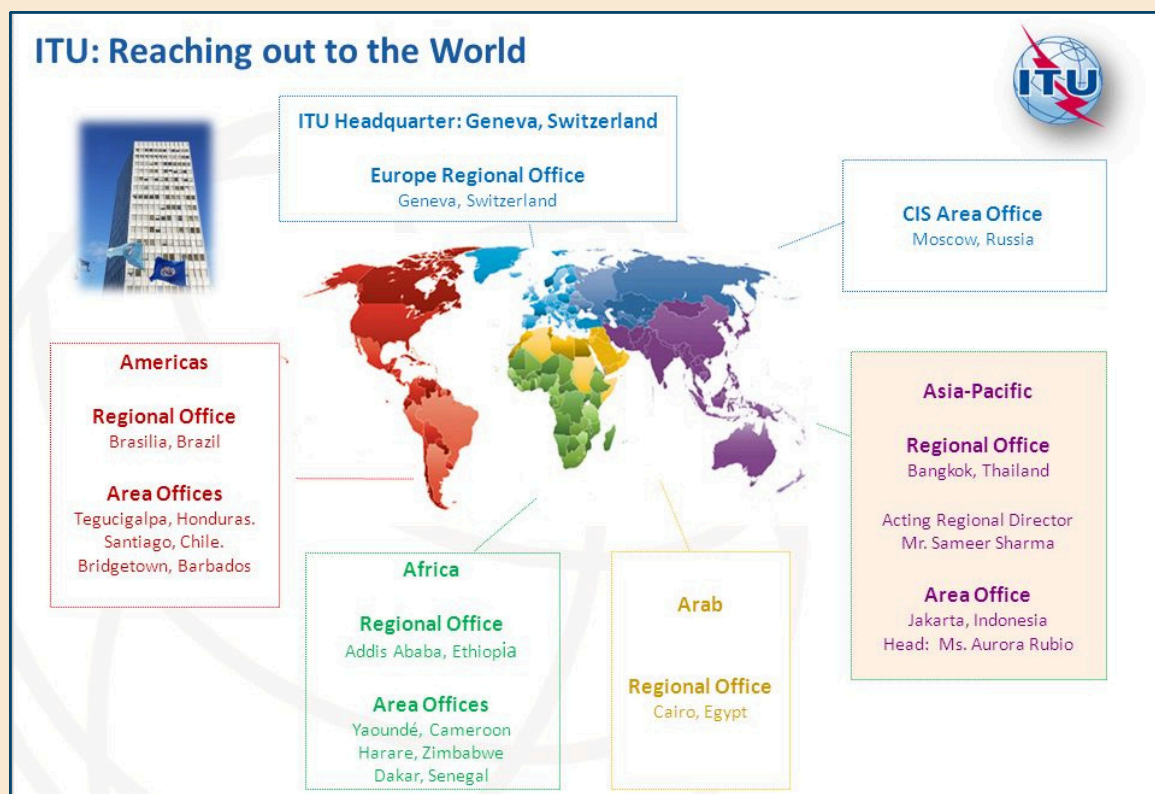 ITU: Reaching out to the World
ITU
ITU Headquarter: Geneva, Switzerland
Europe Regional Office
Geneva, Switzerland
CIS Area Office
Moscow, Russia
Americas
Regional Office
Brasilia, Brazil
Area Offices
Tegucigalpa, Honduras.
Santiago, Chile.
Bridgetown, Barbados
Africa
Regional Office
Addis Ababa, Ethiopia
Area Offices
Yaoundé, Cameroon
Harare, Zimbabwe
Dakar, Senegal
Arab
Regional Office
Cairo, Egypt
Asia-Pacific
Regional Office
Bangkok, Thailand
Acting Regional Director
Mr. Sameer Sharma
Area Office
Jakarta, Indonesia
Head: Ms. Aurora Rubio